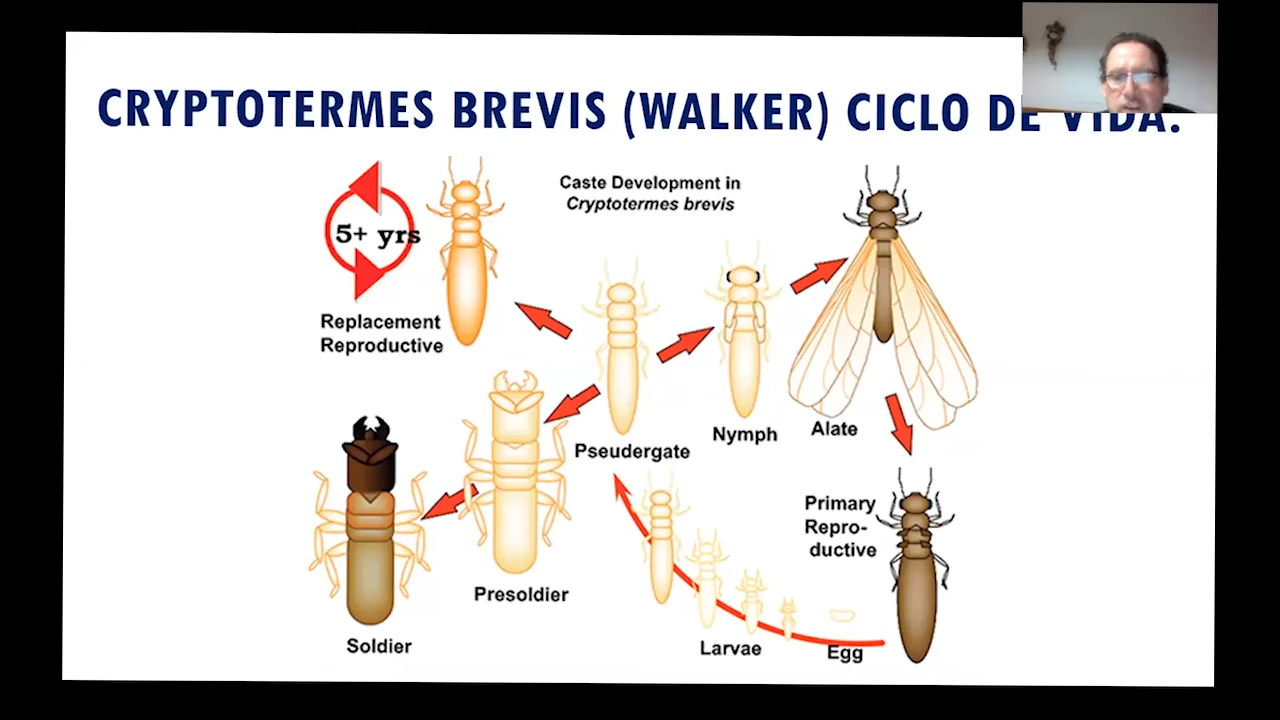 CRYPTOTERMES BREVIS (WALKER) CICLO DE VIDA.
Caste Development in
Cryptotermes brevis
5+ yrs
Replacement
Reproductive
Pseudergate
Nymph
Alate
Primary
Repro-
ductive
Presoldier
Soldier
Larvae
Egg